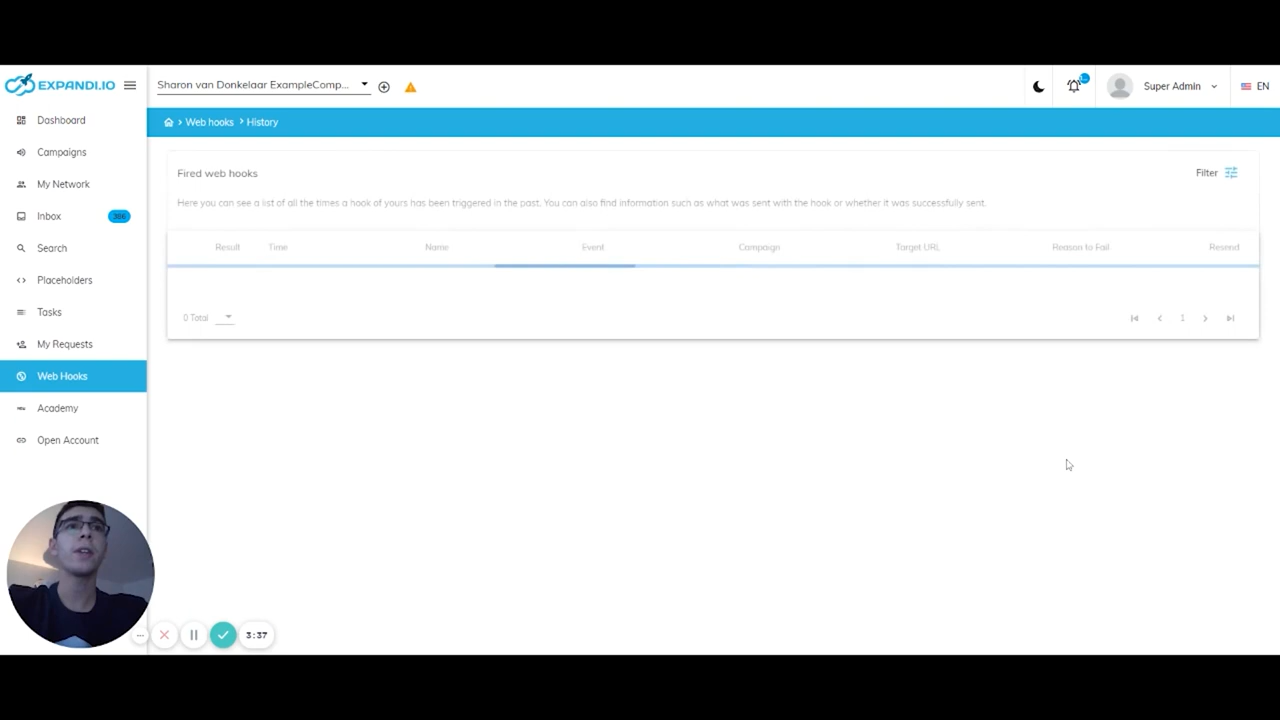 EXPANDI.IO
Sharon van Donkelaar ExampleComp...
Super Admin
EN
Web hooks > History
Dashboard
Campaigns
My Network
Inbox
386
Search
Placeholders
Tasks
My Requests
Web Hooks
Academy
Open Account
Fired web hooks
Filter
Here you can see a list of all the times a hook of yours has been triggered in the past. You can also find information such as what was sent with the hook or whether it was successfully sent.
Result Time Name Event Campaign Target URL Reason to Fail Resend
0 Total
1
3:37